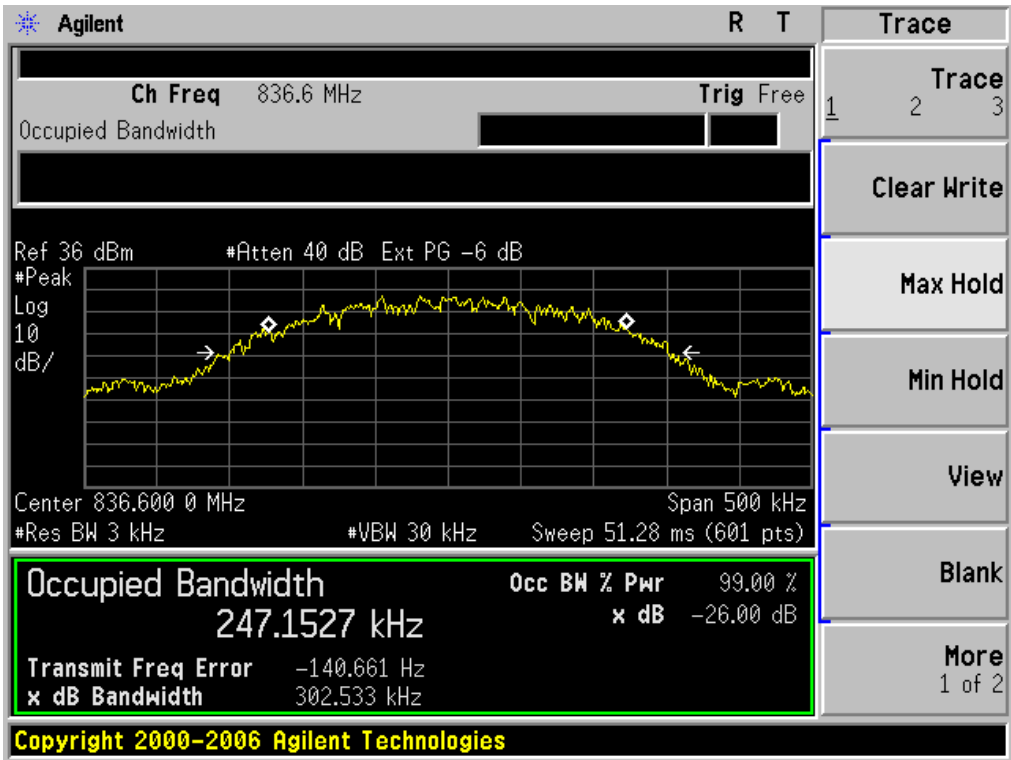 Agilent R T Trace
Ch Freq 836.6 MHz Trig Free
Occupied Bandwidth
Trace
1 2 3
Clear Write
Max Hold
Min Hold
View
Blank
More
1 of 2
Ref 36 dBm #Atten 40 dB Ext PG -6 dB
#Peak
Log
10
dB/
Center 836.600 0 MHz Span 500 kHz
#Res BW 3 kHz #VBW 30 kHz Sweep 51.28 ms (601 pts)
Occupied Bandwidth Occ BW % Pwr 99.00 %
247.1527 kHz x dB -26.00 dB
Transmit Freq Error -140.661 Hz
x dB Bandwidth 302.533 kHz
Copyright 2000-2006 Agilent Technologies